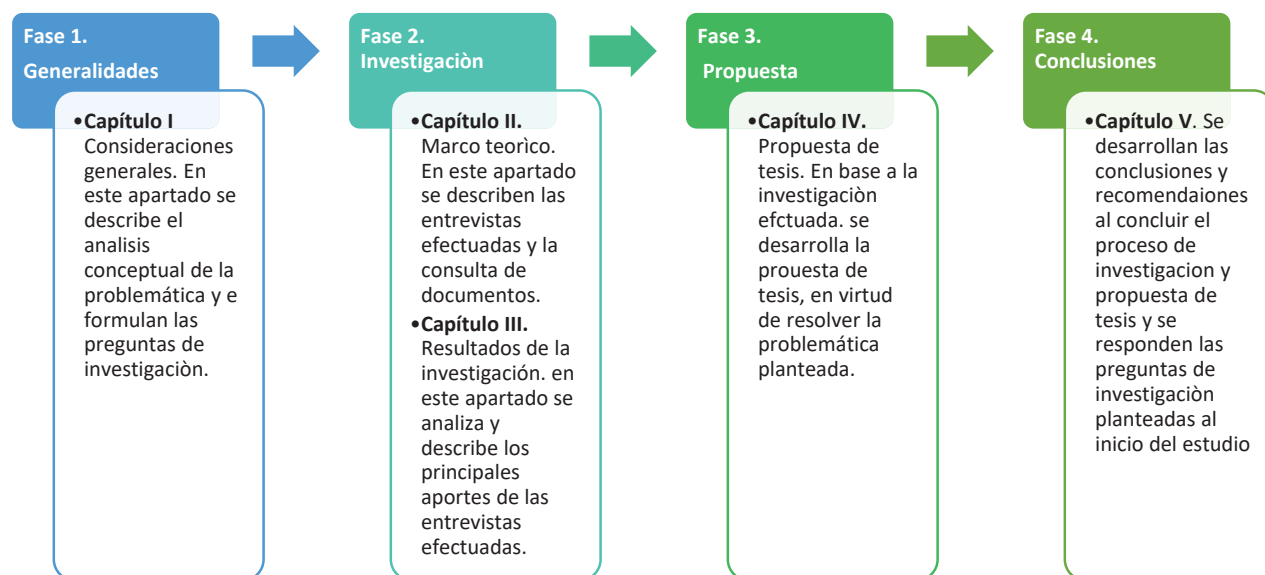 Fase 1.
Generalidades
•Capítulo I
Consideraciones
generales. En
este apartado se
describe el
analisis
conceptual de la
problemática y e
formulan las
preguntas de
investigaciòn.
Fase 2.
Investigaciòn
•Capítulo II.
Marco teorìco.
En este apartado
se describen las
entrevistas
efectuadas y la
consulta de
documentos.
•Capítulo III.
Resultados de la
investigación. en
este apartado se
analiza y
describe los
principales
aportes de las
entrevistas
efectuadas.
Fase 3.
Propuesta
•Capítulo IV.
Propuesta de
tesis. En base a la
investigaciòn
efctuada. se
desarrolla la
prouesta de
tesis, en virtud
de resolver la
problemática
planteada.
Fase 4.
Conclusiones
•Capítulo V. Se
desarrollan las
conclusiones y
recomendaiones
al concluir el
proceso de
investigacion y
propuesta de
tesis y se
responden las
preguntas de
investigaciòn
planteadas al
inicio del estudio